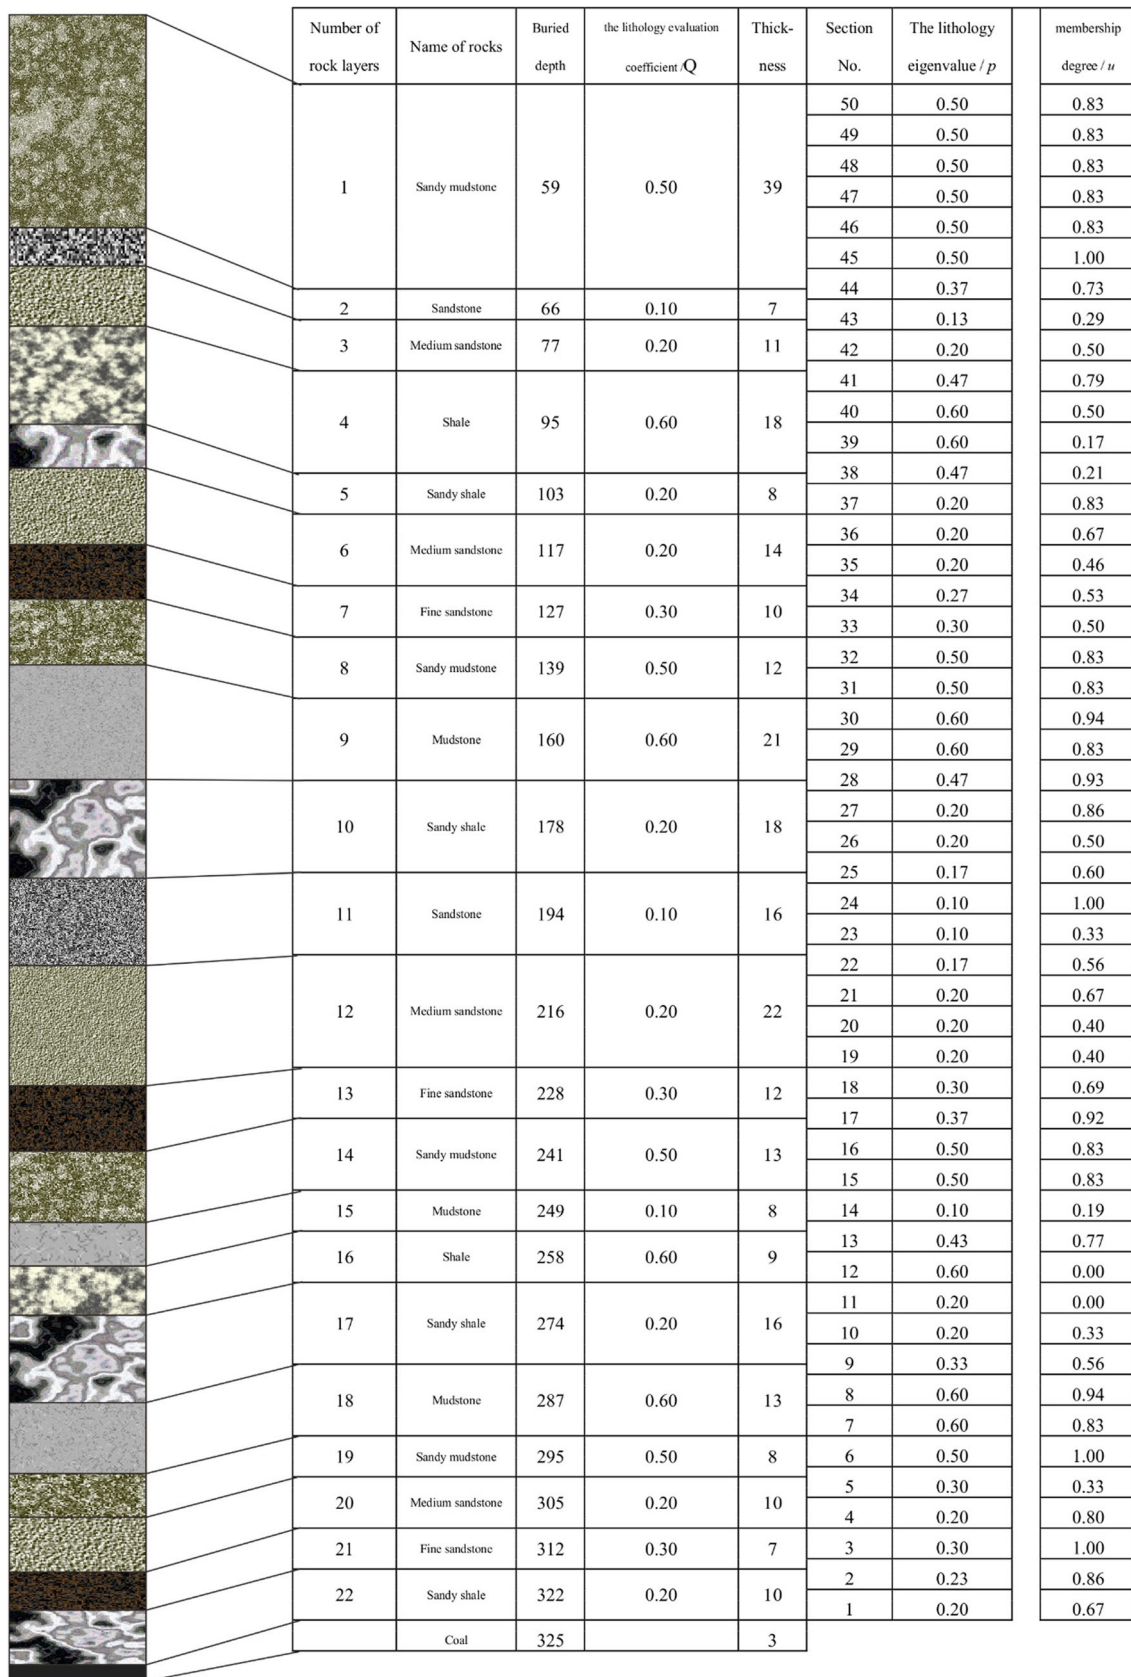 Number of rock layers Name of rocks Buried depth the lithology evaluation coefficient/Q Thick-ness
1 Sandy mudstone 59 0.50 39
2 Sandstone 66 0.10 7
3 Medium sandstone 77 0.20 11
4 Shale 95 0.60 18
5 Sandy shale 103 0.20 8
6 Medium sandstone 117 0.20 14
7 Fine sandstone 127 0.30 10
8 Sandy mudstone 139 0.50 12
9 Mudstone 160 0.60 21
10 Sandy shale 178 0.20 18
11 Sandstone 194 0.10 16
12 Medium sandstone 216 0.20 22
13 Fine sandstone 228 0.30 12
14 Sandy mudstone 241 0.50 13
15 Mudstone 249 0.10 8
16 Shale 258 0.60 9
17 Sandy shale 274 0.20 16
18 Mudstone 287 0.60 13
19 Sandy mudstone 295 0.50 8
20 Medium sandstone 305 0.20 10
21 Fine sandstone 312 0.30 7
22 Sandy shale 322 0.20 10
Coal 325 3
Section No. The lithology eigenvalue / p membership degree / u
50 0.50 0.83
49 0.50 0.83
48 0.50 0.83
47 0.50 0.83
46 0.50 0.83
45 0.50 1.00
44 0.37 0.73
43 0.13 0.29
42 0.20 0.50
41 0.47 0.79
40 0.60 0.50
39 0.60 0.17
38 0.47 0.21
37 0.20 0.83
36 0.20 0.67
35 0.20 0.46
34 0.27 0.53
33 0.30 0.50
32 0.50 0.83
31 0.50 0.83
30 0.60 0.94
29 0.60 0.83
28 0.47 0.93
27 0.20 0.86
26 0.20 0.50
25 0.17 0.60
24 0.10 1.00
23 0.10 0.33
22 0.17 0.56
21 0.20 0.67
20 0.20 0.40
19 0.20 0.40
18 0.30 0.69
17 0.37 0.92
16 0.50 0.83
15 0.50 0.83
14 0.10 0.19
13 0.43 0.77
12 0.60 0.00
11 0.20 0.00
10 0.20 0.33
9 0.33 0.56
8 0.60 0.94
7 0.60 0.83
6 0.50 1.00
5 0.30 0.33
4 0.20 0.80
3 0.30 1.00
2 0.23 0.86
1 0.20 0.67